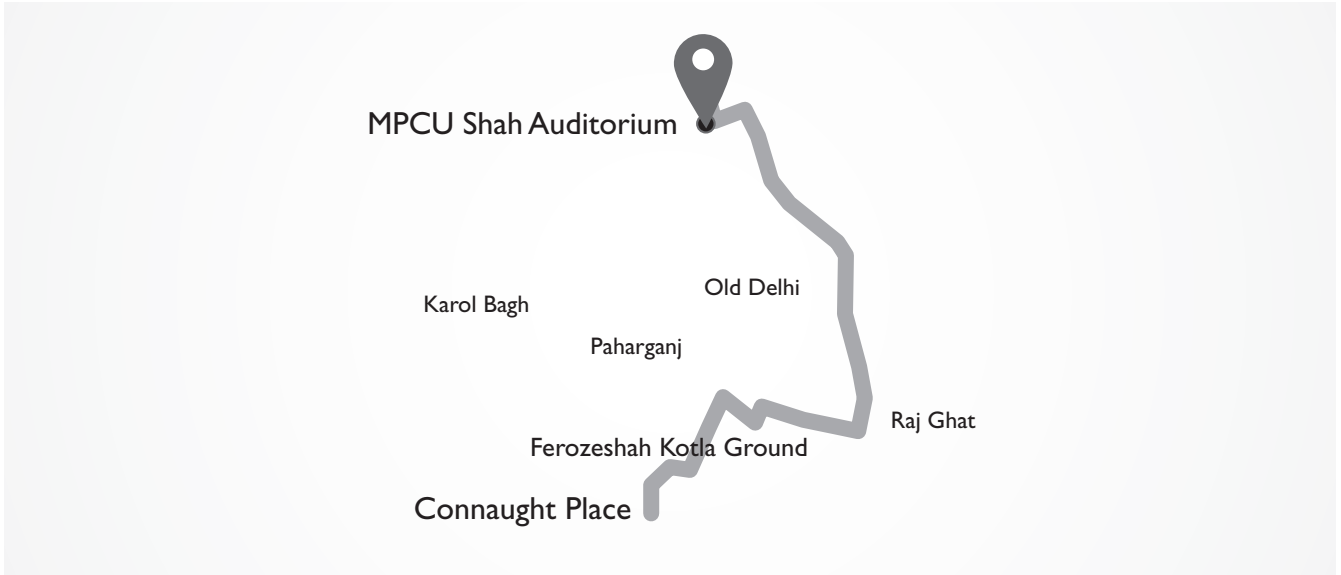 MPCU Shah Auditorium
Old Delhi
Karol Bagh
Paharganj
Raj Ghat
Ferozeshah Kotla Ground
Connaught Place